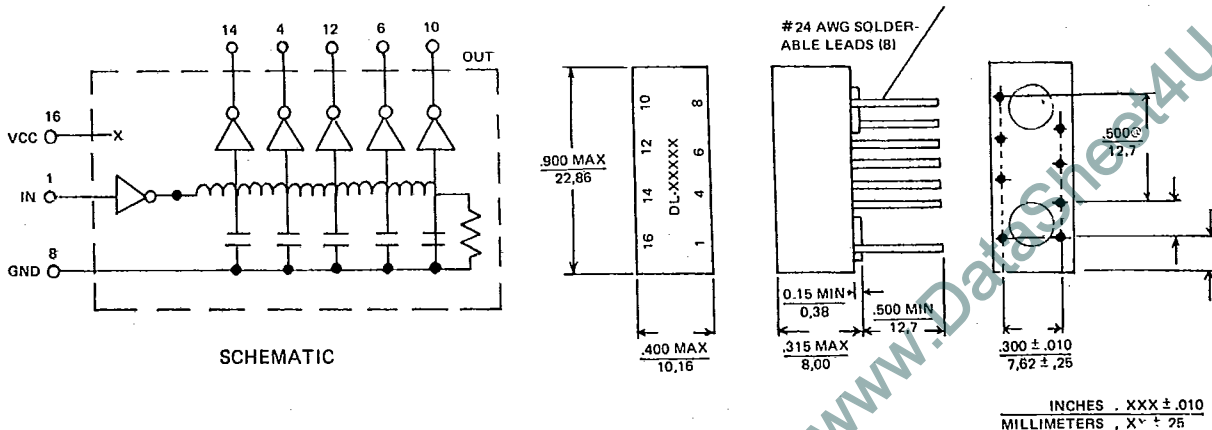 14 4 12 6 10
OUT
16
VCC
x
1
IN
8
GND
SCHEMATIC
.900 MAX
22,86
10 12 14 16
DL-XXXXX
8 6 4 1
.400 MAX
10,16
#24 AWG SOLDER-
ABLE LEADS (8)
0.15 MIN
0,38
.500 MIN
12,7
.315 MAX
8,00
12,7
.300 ± .010
7,62 ± ,25
INCHES . XXX ± .010
MILLIMETERS
www.DataSheet4U